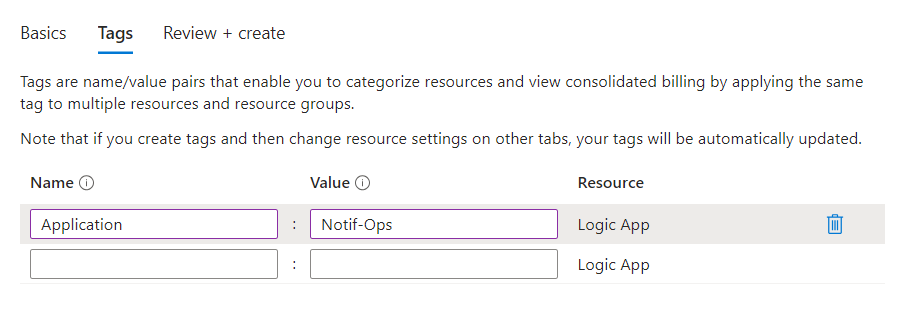 Basics Tags Review + create
Tags are name/value pairs that enable you to categorize resources and view consolidated billing by applying the same
tag to multiple resources and resource groups.
Note that if you create tags and then change resource settings on other tabs, your tags will be automatically updated.
Name Value Resource
Application : Notif-Ops Logic App
: Logic App